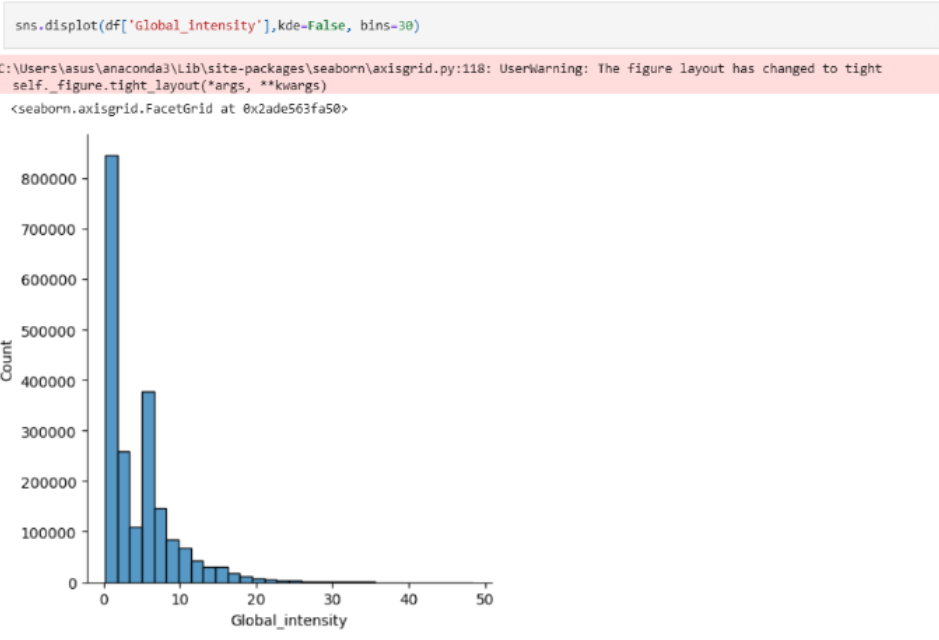 sns.displot(df['Global_intensity'],kde=False, bins=30)
C:\Users\asus\anaconda3\Lib\site-packages\seaborn\axisgrid.py:118: UserWarning: The figure layout has changed to tight
self._figure.tight_layout(*args, **kwargs)
<seaborn.axisgrid.FacetGrid at 0x2ade563fa50>
800000
700000
600000
500000
400000
300000
200000
100000
0
Count
0 10 20 30 40 50
Global_intensity